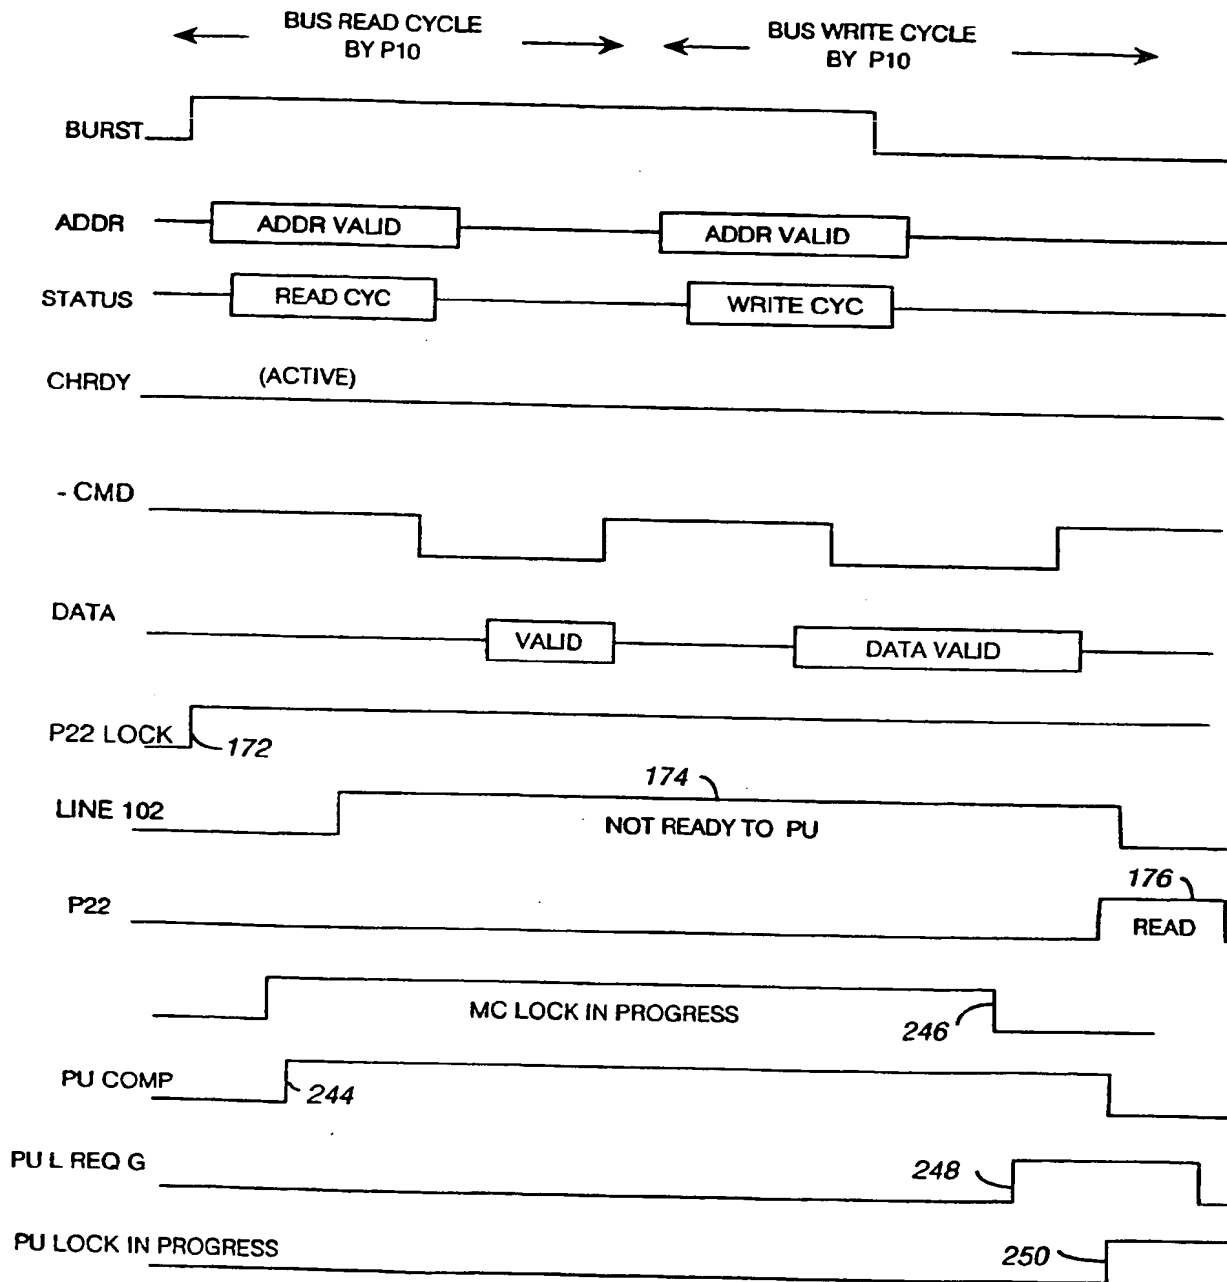 BUS READ CYCLE
BY P10
BUS WRITE CYCLE
BY P10
BURST
ADDR
ADDR VALID
ADDR VALID
STATUS
READ CYC
WRITE CYC
CHRDY
(ACTIVE)
- CMD
DATA
VALID
DATA VALID
P22 LOCK
172
LINE 102
174
NOT READY TO PU
P22
176
READ
MC LOCK IN PROGRESS
246
PU COMP
244
PU L REQ G
248
PU LOCK IN PROGRESS
250